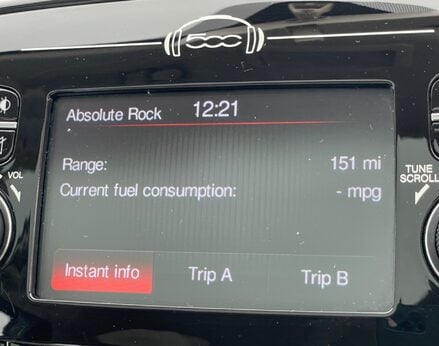 500
Absolute Rock 12:21
Range: 151 mi
Current fuel consumption: - mpg
VOL
TUNE
SCROLL
Instant info Trip A Trip B